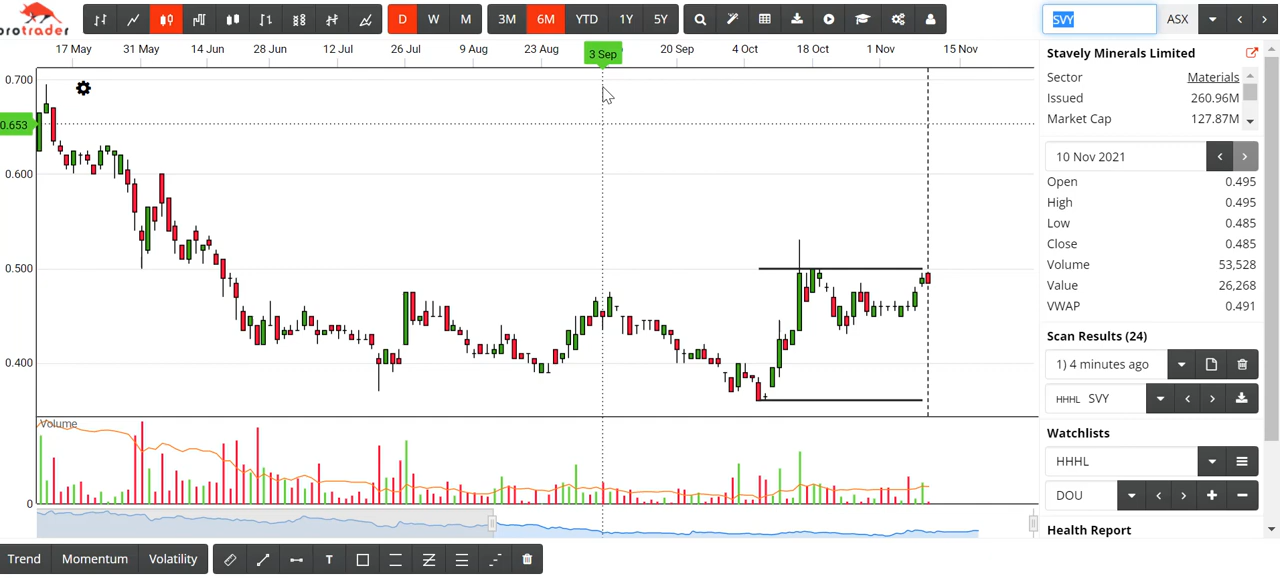 protrader
D W M 3M 6M YTD 1Y 5Y
SVY ASX
17 May 31 May 14 Jun 28 Jun 12 Jul 26 Jul 9 Aug 23 Aug 3 Sep 20 Sep 4 Oct 18 Oct 1 Nov 15 Nov
0.700
0.653
0.600
0.500
0.400
Volume
0
Stavely Minerals Limited
Sector Materials
Issued 260.96M
Market Cap 127.87M
10 Nov 2021
Open 0.495
High 0.495
Low 0.485
Close 0.485
Volume 53,528
Value 26,268
VWAP 0.491
Scan Results (24)
1) 4 minutes ago
HHHL SVY
Watchlists
HHHL
DOU
Health Report
Trend Momentum Volatility T